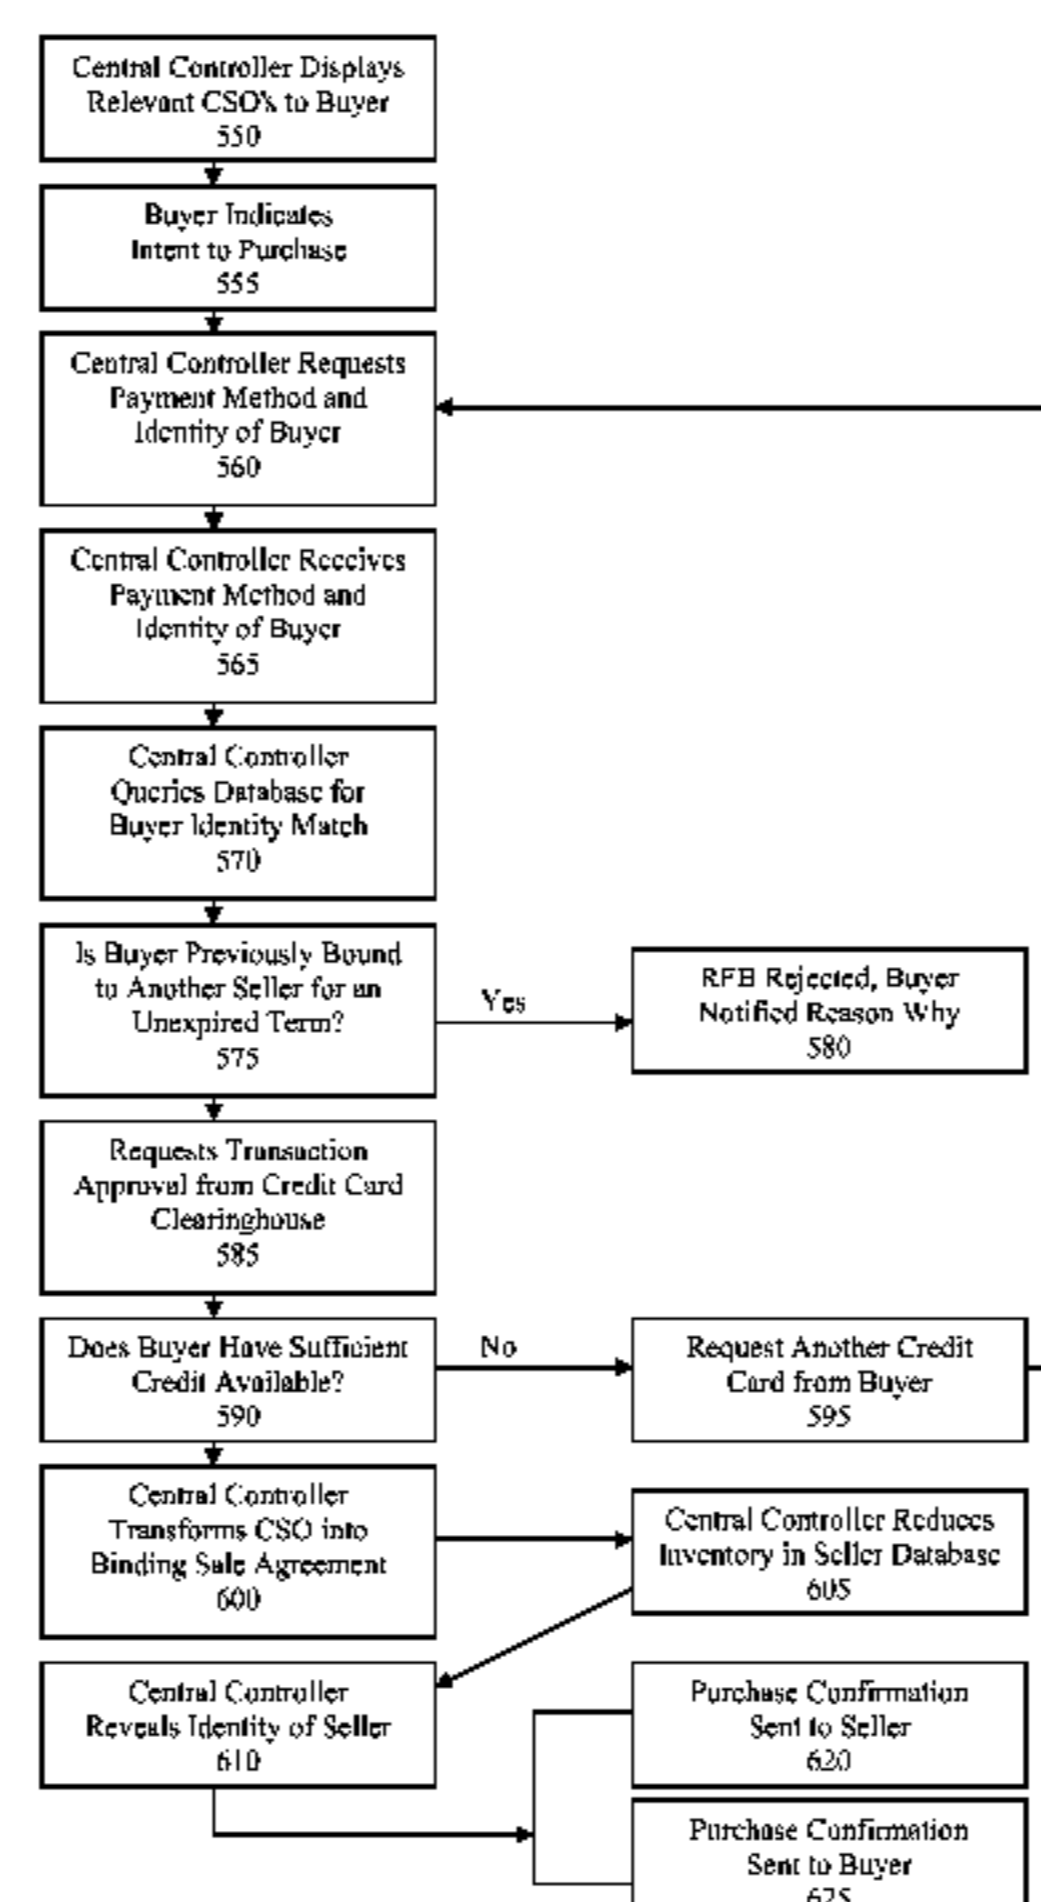 Central Controller Displays
Relevant CSO's to Buyer
550
Buyer Indicates
Intent to Purchase
555
Central Controller Requests
Payment Method and
Identity of Buyer
560
Central Controller Receives
Payment Method and
Identity of Buyer
565
Central Controller
Queries Database for
Buyer Identity Match
570
Is Buyer Previously Bound
to Another Seller for an
Unexpired Term?
575
Yes
RFB Rejected, Buyer
Notified Reason Why
580
Requests Transaction
Approval from Credit Card
Clearinghouse
585
Does Buyer Have Sufficient
Credit Available?
590
No
Request Another Credit
Card from Buyer
595
Central Controller
Transforms CSO into
Binding Sale Agreement
600
Central Controller Reduces
Inventory in Seller Database
605
Central Controller
Reveals Identity of Seller
610
Purchase Confirmation
Sent to Seller
620
Purchase Confirmation
Sent to Buyer
625